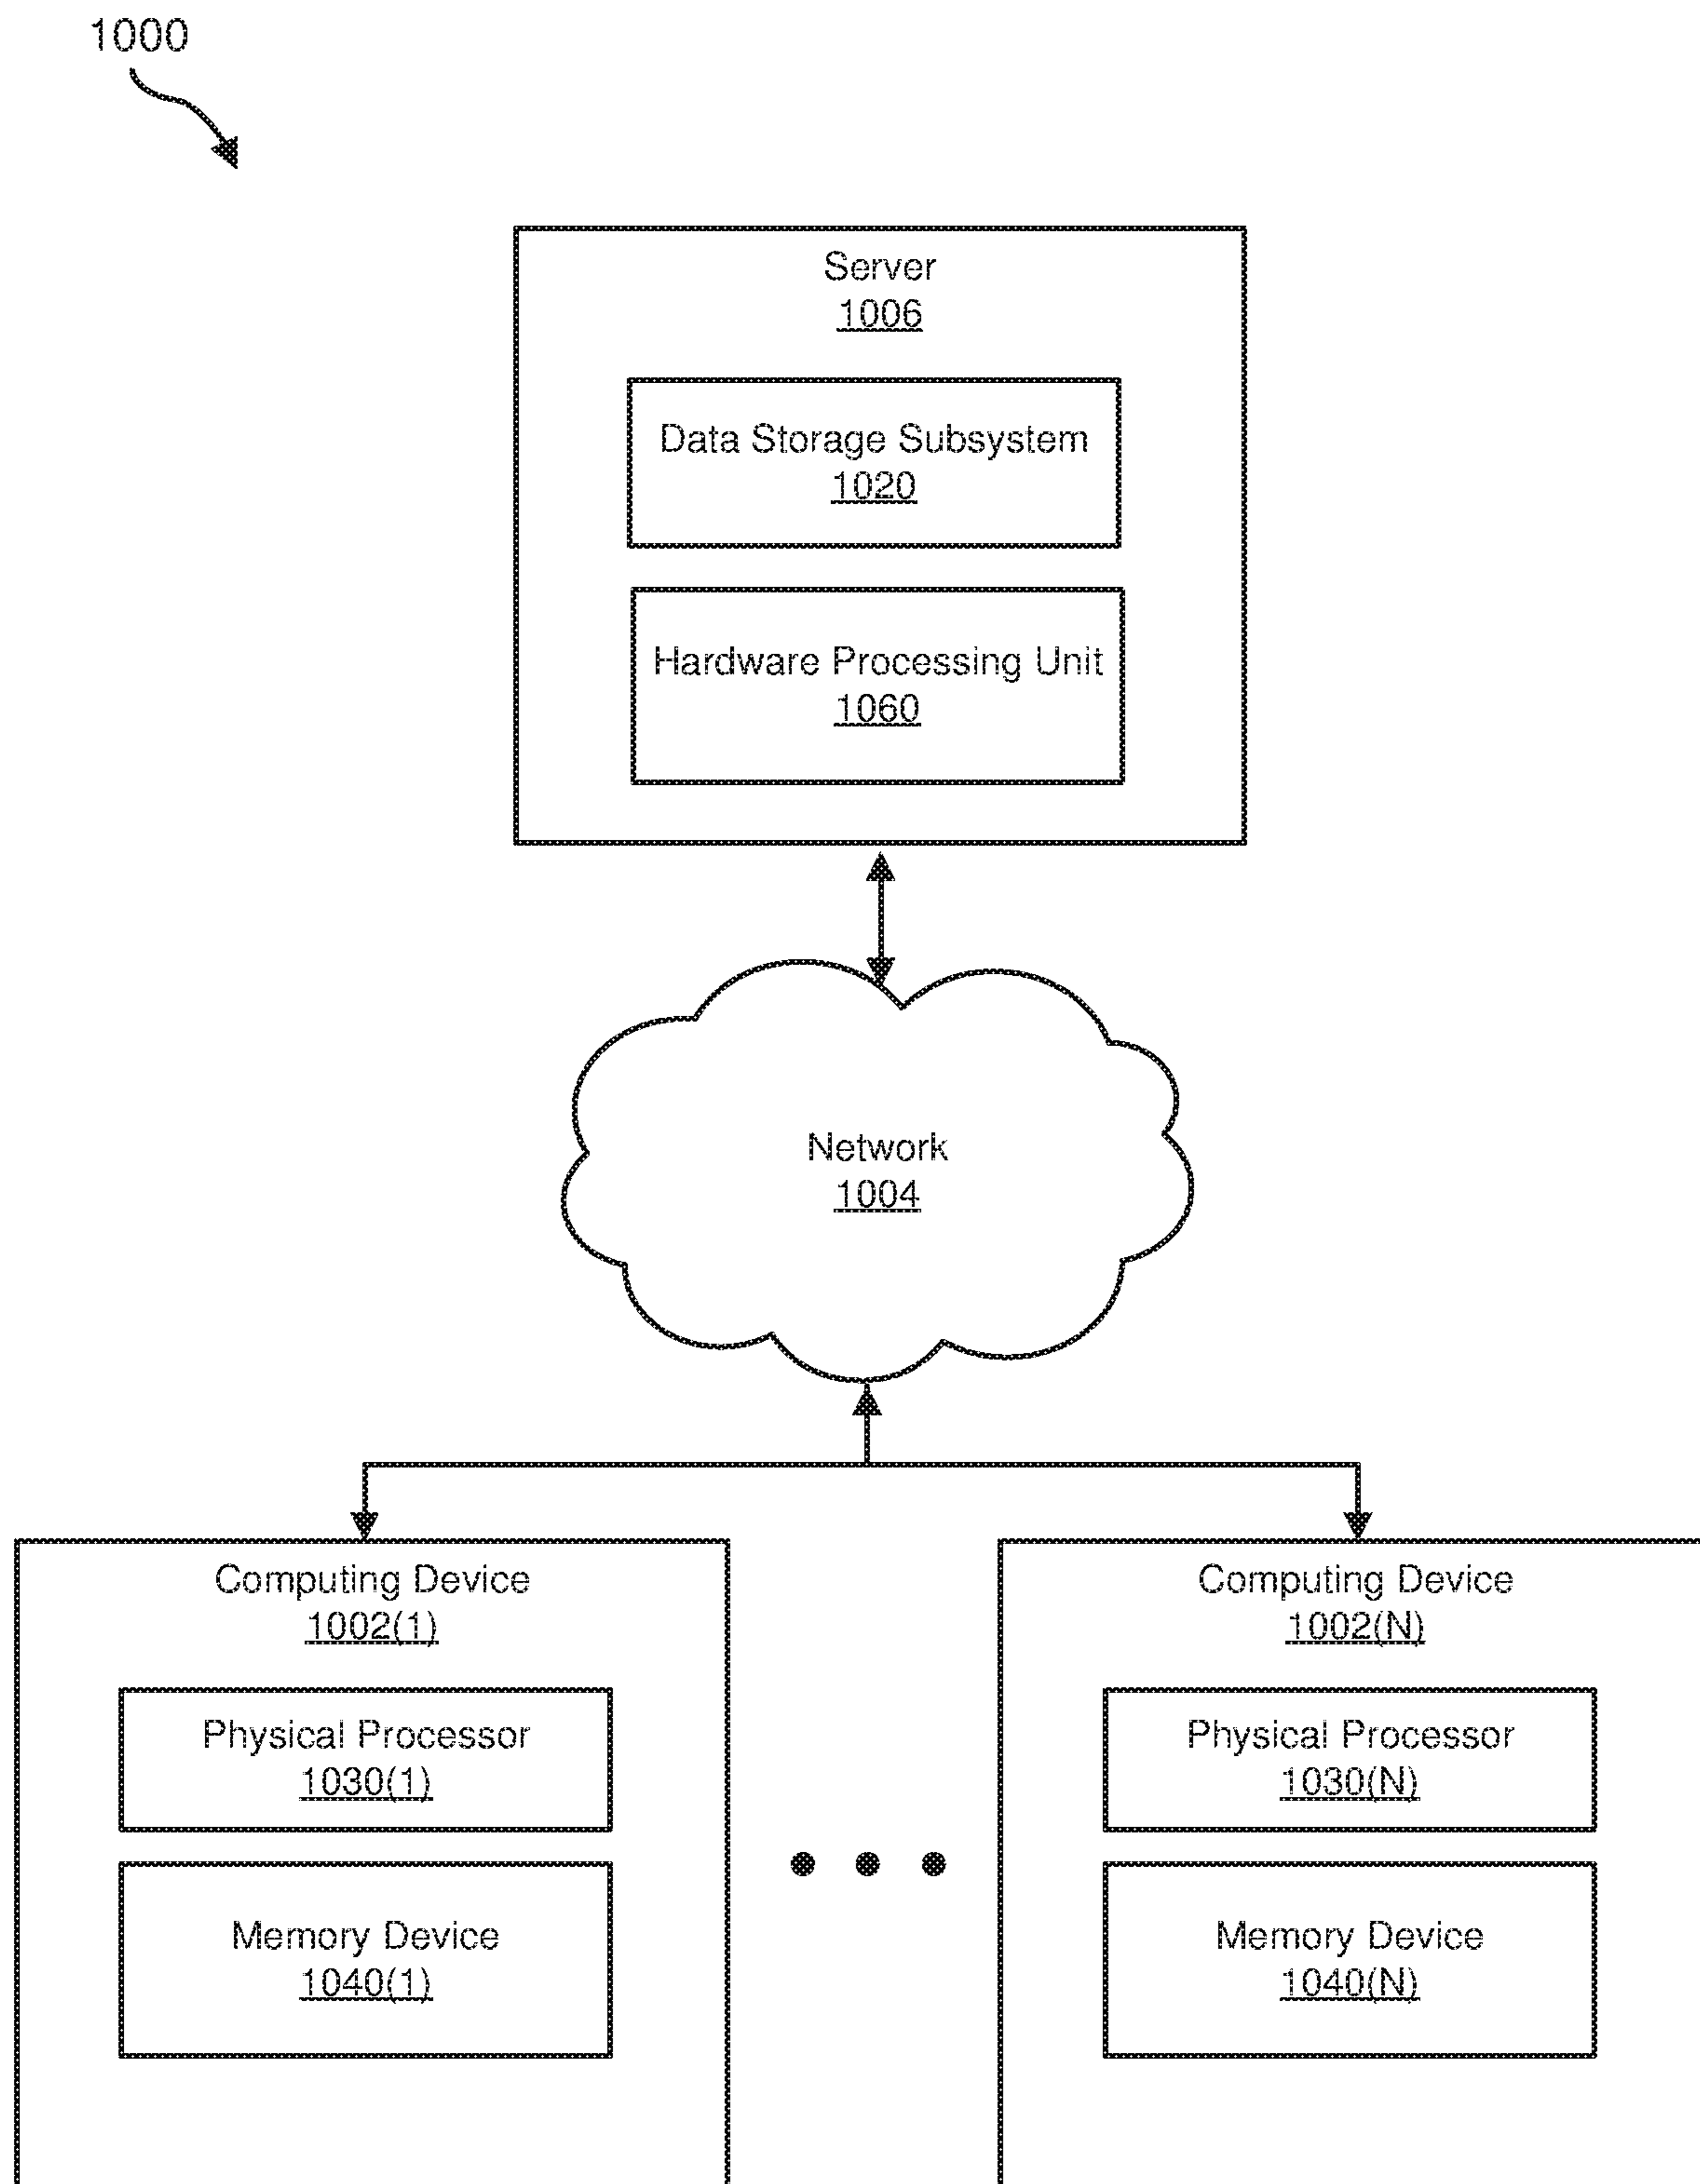 1000
Server
1006
Data Storage Subsystem
1020
Hardware Processing Unit
1060
Network
1004
Computing Device
1002(1)
Physical Processor
1030(1)
Memory Device
1040(1)
Computing Device
1002(N)
Physical Processor
1030(N)
Memory Device
1040(N)